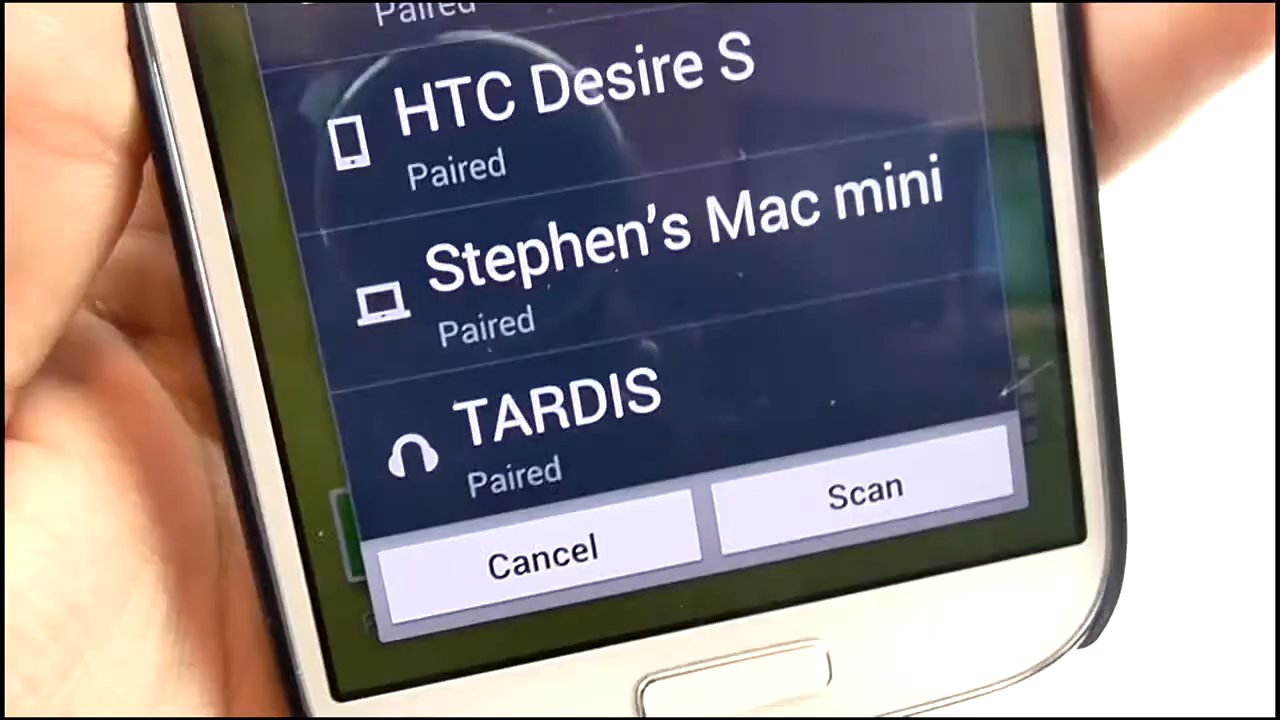 Paired
HTC Desire S
Paired
Stephen's Mac mini
Paired
TARDIS
Paired
Cancel
Scan